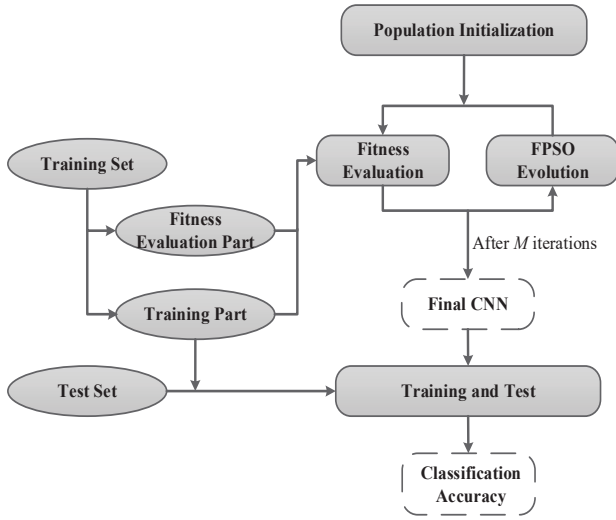 Population Initialization
Training Set
Fitness
Evaluation
FPSO
Evolution
Fitness
Evaluation Part
After M iterations
Training Part
Final CNN
Test Set
Training and Test
Classification
Accuracy